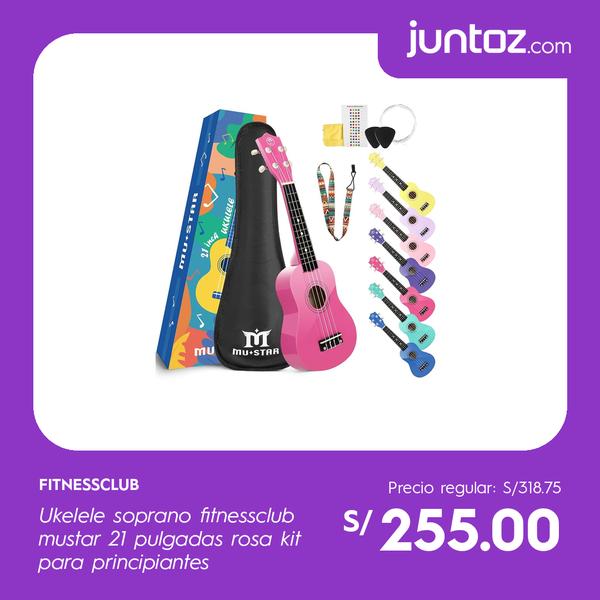 juntoz.com
MU★STAR
21 inch UKULELE
MU
MU★STAR
FITNESSCLUB
Ukelele soprano fitnessclub
mustar 21 pulgadas rosa kit
para principiantes
Precio regular: S/318.75
S/ 255.00